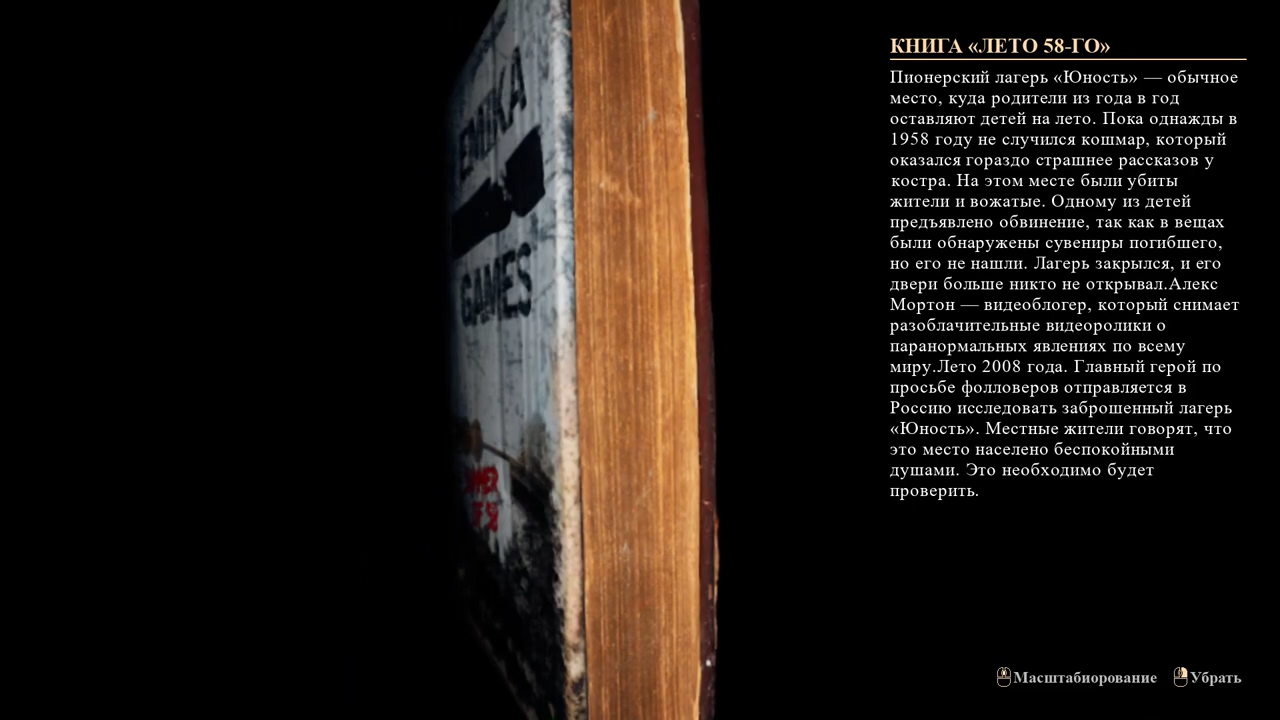 EMIKA
GAMES
SUMMER
OF 58
КНИГА «ЛЕТО 58-ГО»
Пионерский лагерь «Юность» — обычное
место, куда родители из года в год
оставляют детей на лето. Пока однажды в
1958 году не случился кошмар, который
оказался гораздо страшнее рассказов у
костра. На этом месте были убиты
жители и вожатые. Одному из детей
предъявлено обвинение, так как в вещах
были обнаружены сувениры погибшего,
но его не нашли. Лагерь закрылся, и его
двери больше никто не открывал.Алекс
Мортон — видеоблогер, который снимает
разоблачительные видеоролики о
паранормальных явлениях по всему
миру.Лето 2008 года. Главный герой по
просьбе фолловеров отправляется в
Россию исследовать заброшенный лагерь
«Юность». Местные жители говорят, что
это место населено беспокойными
душами. Это необходимо будет
проверить.
Масштабиорование Убрать